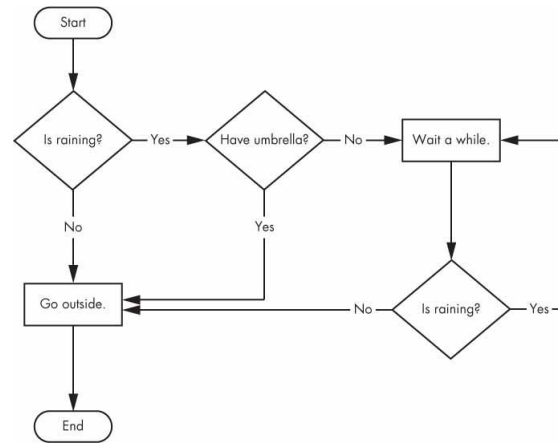 Start
Is raining?
Yes
Have umbrella?
No
Wait a while.
No
Yes
Go outside.
No
Is raining?
Yes
End